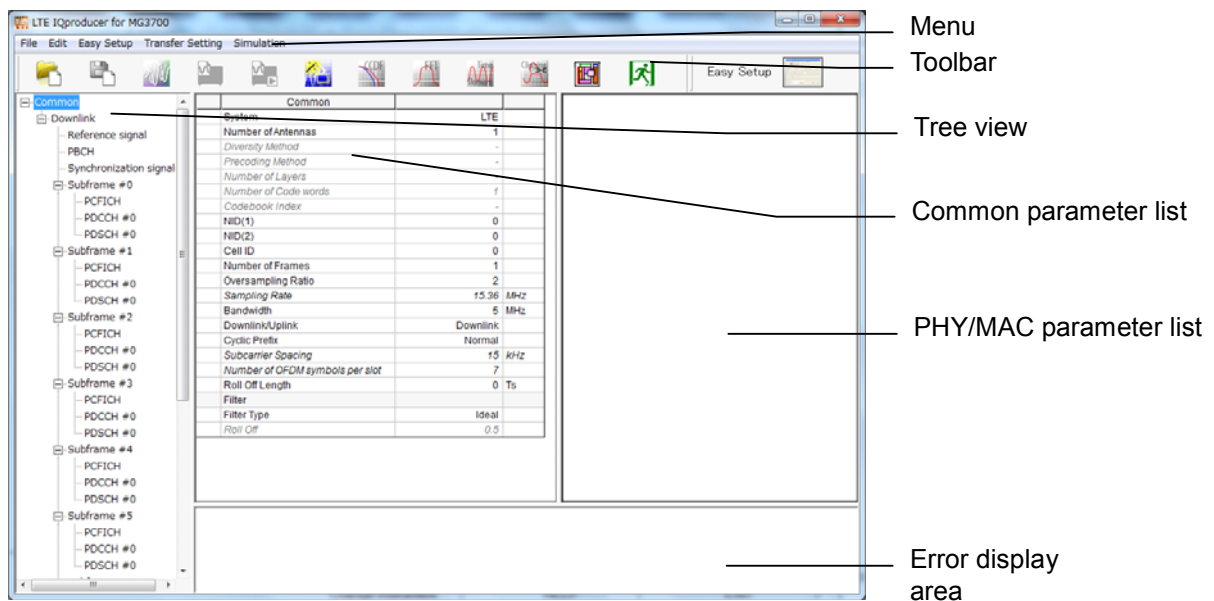 LTE IQproducer for MG3700
File Edit Easy Setup Transfer Setting Simulation
Easy Setup
Common
Downlink
Reference signal
PBCH
Synchronization signal
Subframe #0
PCFICH
PDCCH #0
PDSCH #0
Subframe #1
PCFICH
PDCCH #0
PDSCH #0
Subframe #2
PCFICH
PDCCH #0
PDSCH #0
Subframe #3
PCFICH
PDCCH #0
PDSCH #0
Subframe #4
PCFICH
PDCCH #0
PDSCH #0
Subframe #5
PCFICH
PDCCH #0
PDSCH #0
Common
System LTE
Number of Antennas 1
Diversity Method -
Precoding Method -
Number of Layers
Number of Code words 1
Codebook Index -
NID(1) 0
NID(2) 0
Cell ID 0
Number of Frames 1
Oversampling Ratio 2
Sampling Rate 15.36 MHz
Bandwidth 5 MHz
Downlink/Uplink Downlink
Cyclic Prefix Normal
Subcarrier Spacing 15 kHz
Number of OFDM symbols per slot 7
Roll Off Length 0 Ts
Filter
Filter Type Ideal
Roll Off 0.5
Menu
Toolbar
Tree view
Common parameter list
PHY/MAC parameter list
Error display
area